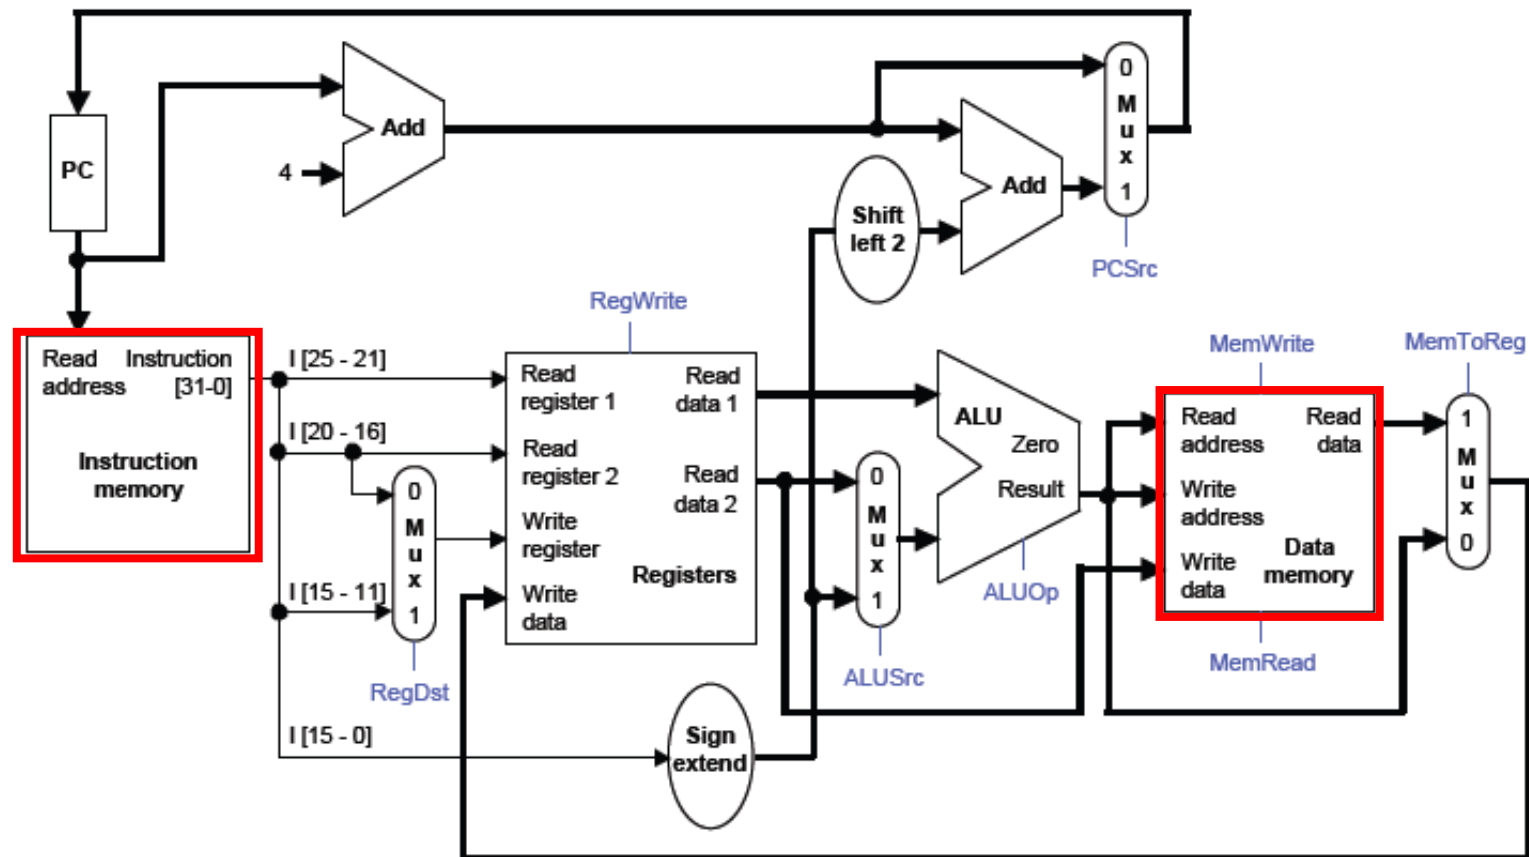 PC
4
Add
Shift
left 2
Add
0
M
u
x
1
PCSrc
Read
address
Instruction
[31-0]
Instruction
memory
I [25 - 21]
I [20 - 16]
I [15 - 11]
I [15 - 0]
0
M
u
x
1
RegDst
RegWrite
Read
register 1
Read
data 1
Read
register 2
Read
data 2
Write
register
Write
data
Registers
Sign
extend
0
M
u
x
1
ALUSrc
ALU
Zero
Result
ALUOp
MemWrite
Read
address
Read
data
Write
address
Write
data
Data
memory
MemRead
MemToReg
1
M
u
x
0